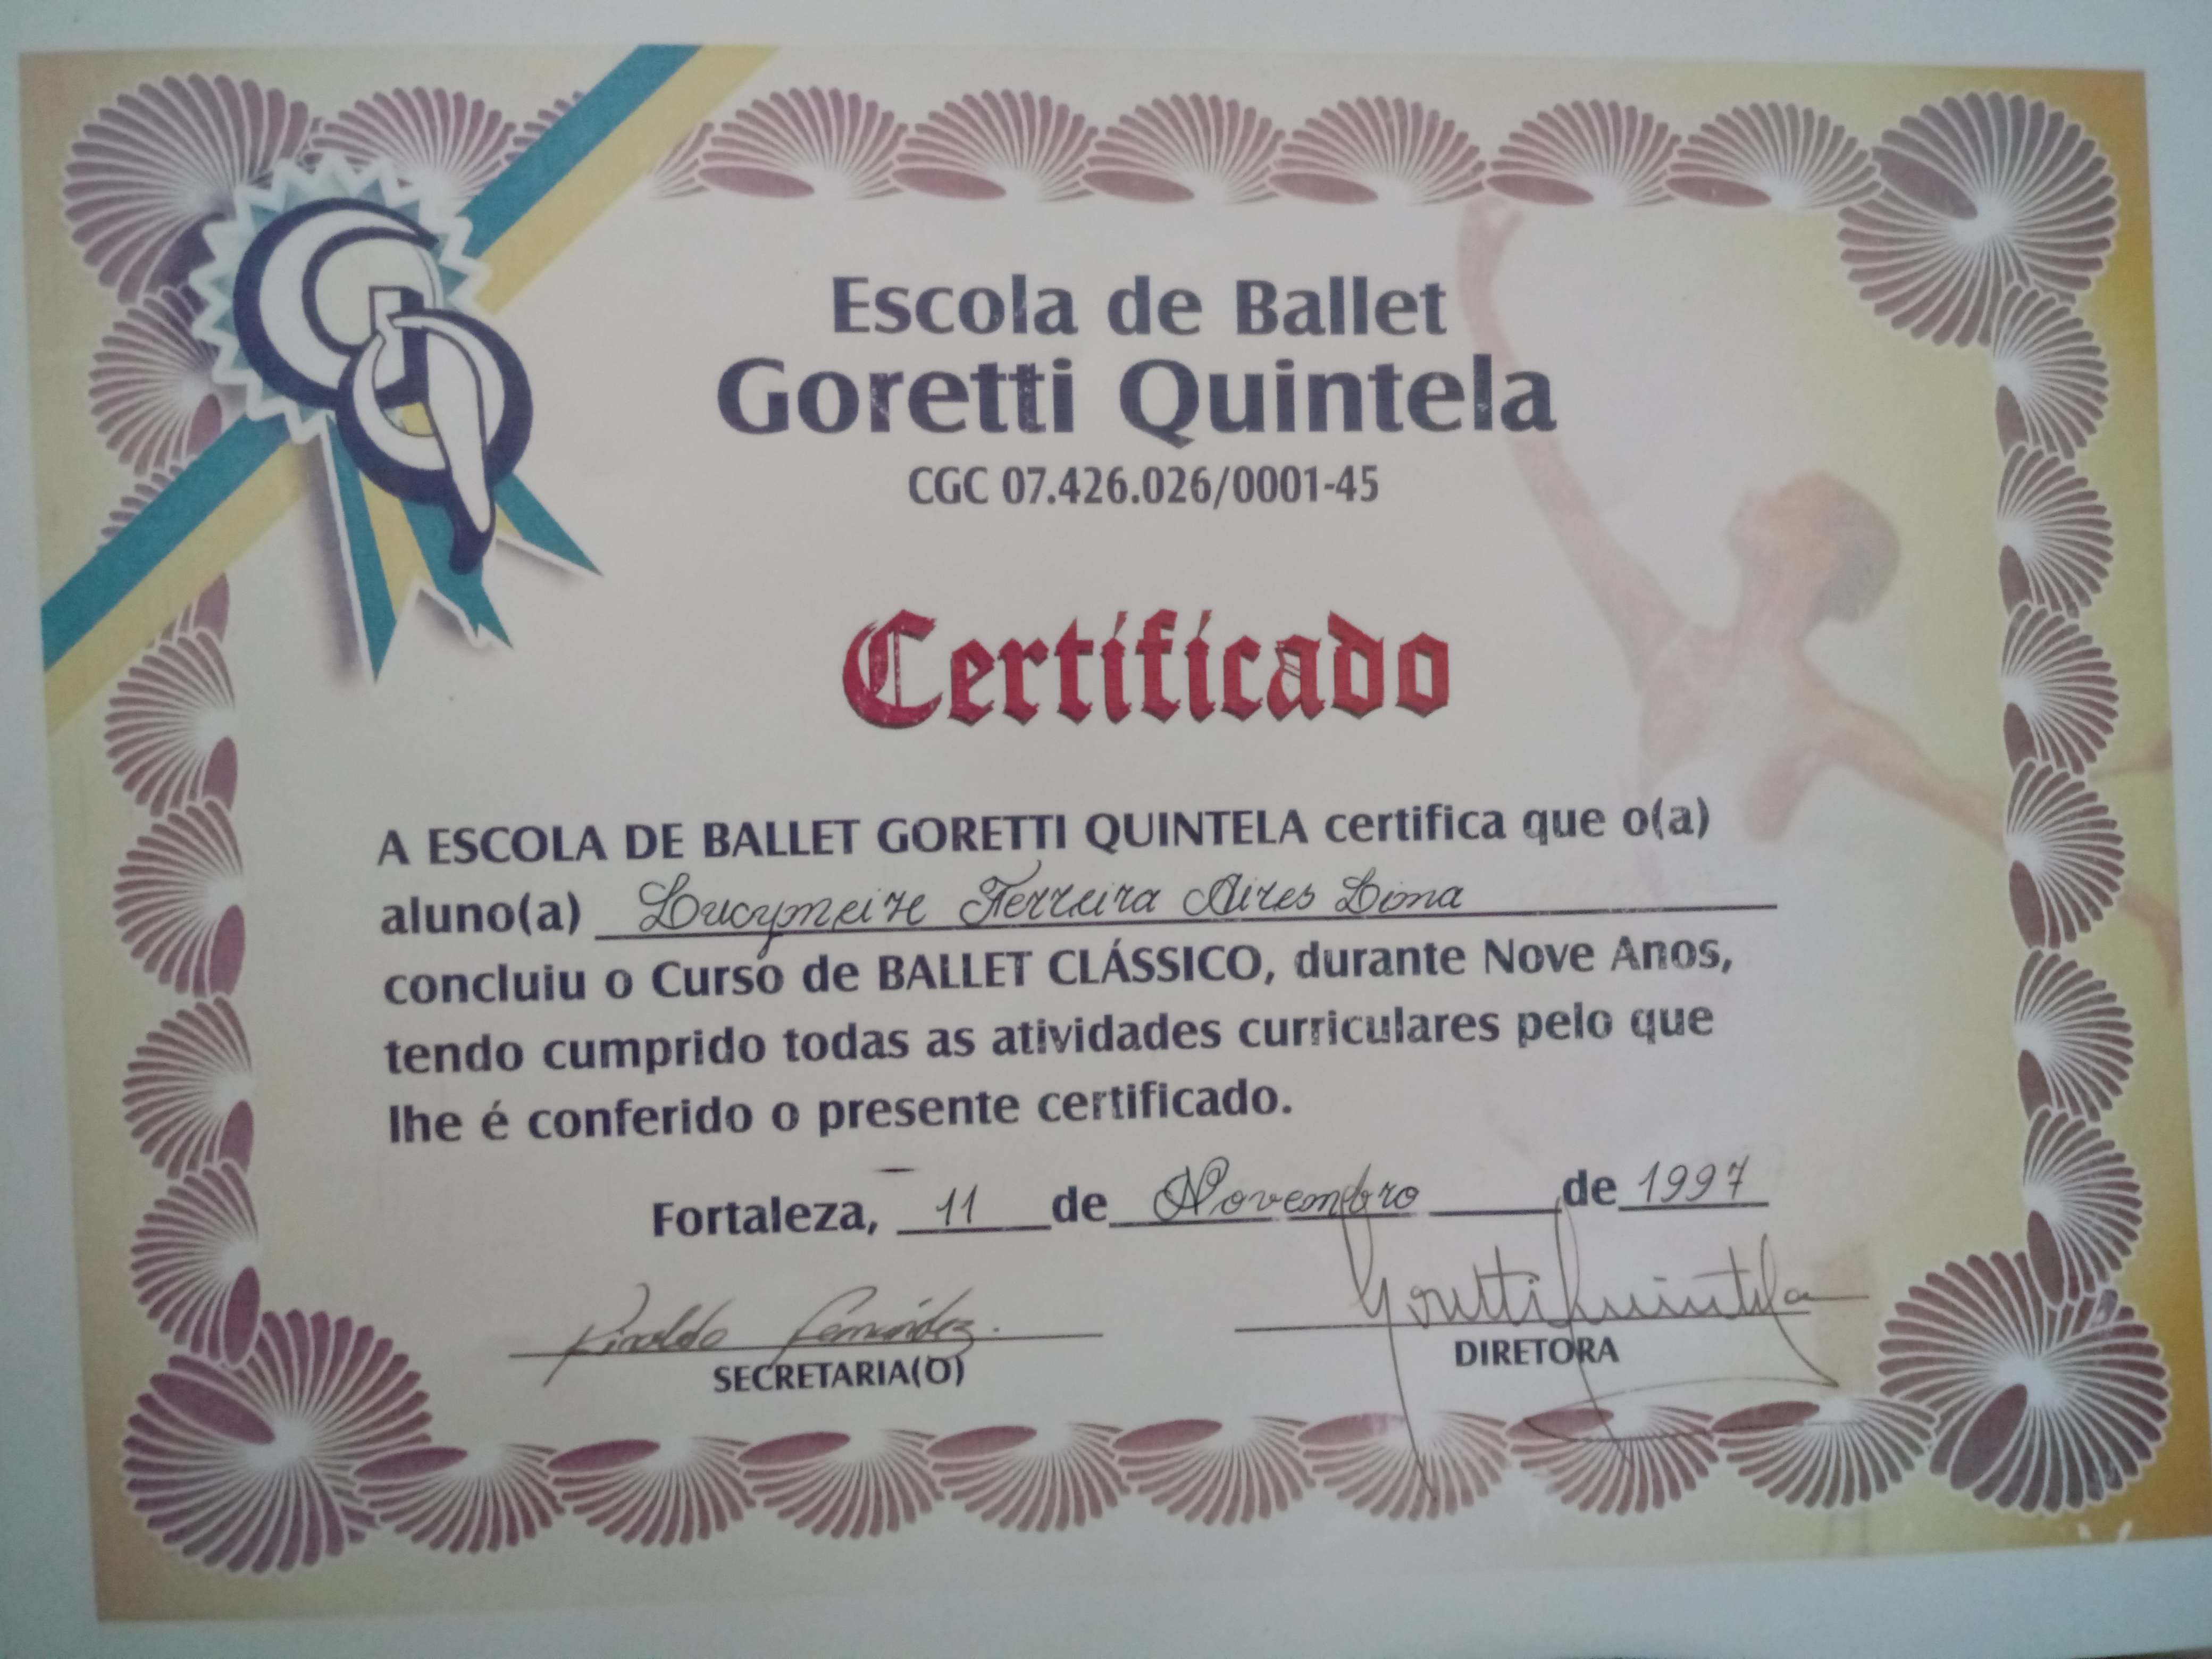 Escola de Ballet
Goretti Quintela
CGC 07.426.026/0001-45
Certificado
A ESCOLA DE BALLET GORETTI QUINTELA certifica que o(a)
aluno(a) Lucymeire Ferreira Aires Lima
concluiu o Curso de BALLET CLÁSSICO, durante Nove Anos,
tendo cumprido todas as atividades curriculares pelo que
lhe é conferido o presente certificado.
Fortaleza, 11 de Novembro de 1997
Goretti Quintela
SECRETARIA(O) DIRETORA